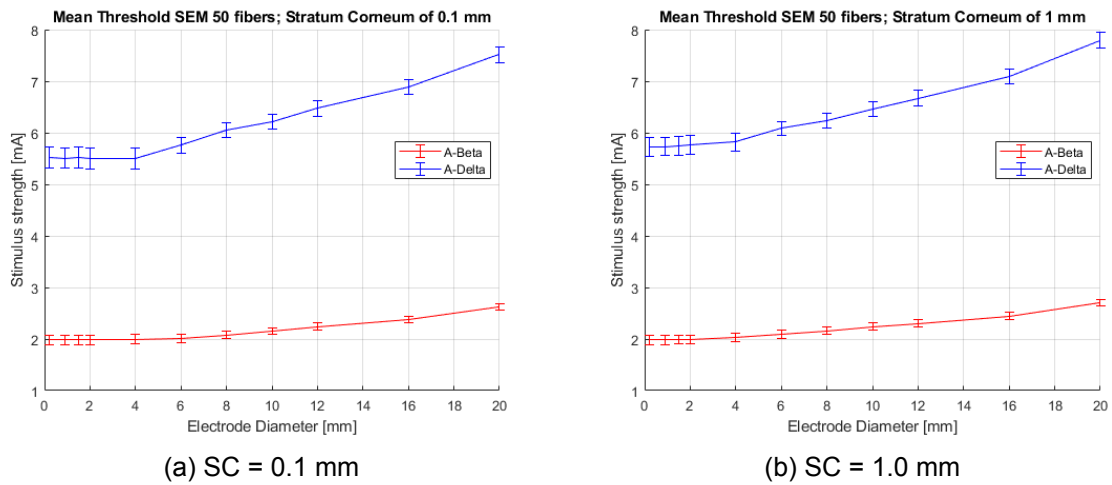 Mean Threshold SEM 50 fibers; Stratum Corneum of 0.1 mm
8
7
6
5
4
3
2
1
Stimulus strength [mA]
A-Beta
A-Delta
0 2 4 6 8 10 12 14 16 18 20
Electrode Diameter [mm]
(a) SC = 0.1 mm
Mean Threshold SEM 50 fibers; Stratum Corneum of 1 mm
8
7
6
5
4
3
2
1
Stimulus strength [mA]
A-Beta
A-Delta
0 2 4 6 8 10 12 14 16 18 20
Electrode Diameter [mm]
(b) SC = 1.0 mm